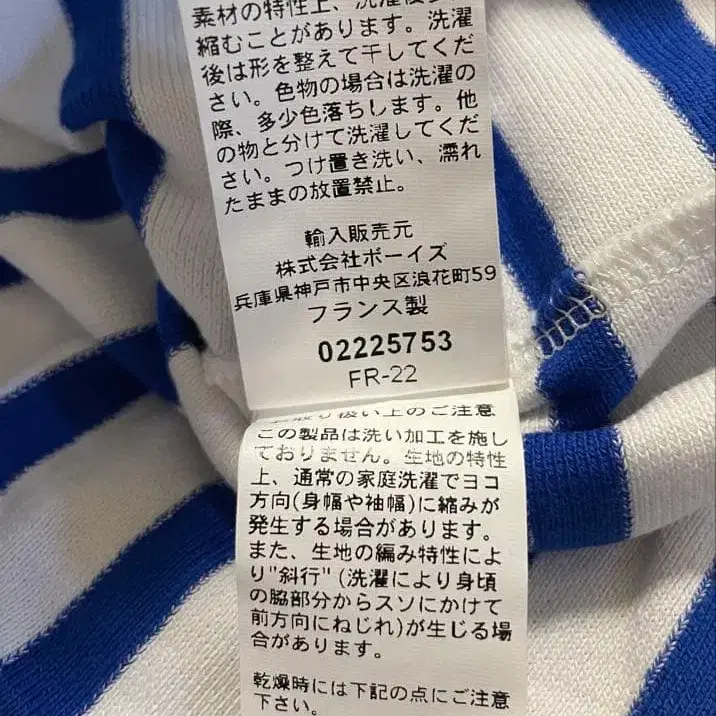 素材の特性上、洗濯後多少
縮むことがあります。洗濯
後は形を整えて干してくだ
さい。色物の場合は洗濯の
際、多少色落ちします。他
の物と分けて洗濯してくだ
さい。つけ置き洗い、濡れ
たままの放置禁止。
輸入販売元
株式会社ボーイズ
兵庫県神戸市中央区浪花町59
フランス製
02225753
FR-22
お取り扱い上のご注意
この製品は洗い加工を施し
ておりません。生地の特性
上、通常の家庭洗濯でヨコ
方向(身幅や袖幅)に縮みが
発生する場合があります。
また、生地の編み特性によ
り"斜行" (洗濯により身頃
の脇部分からスソにかけて
前方向にねじれ)が生じる場
合があります。
乾燥時には下記の点にご注意
下さい。